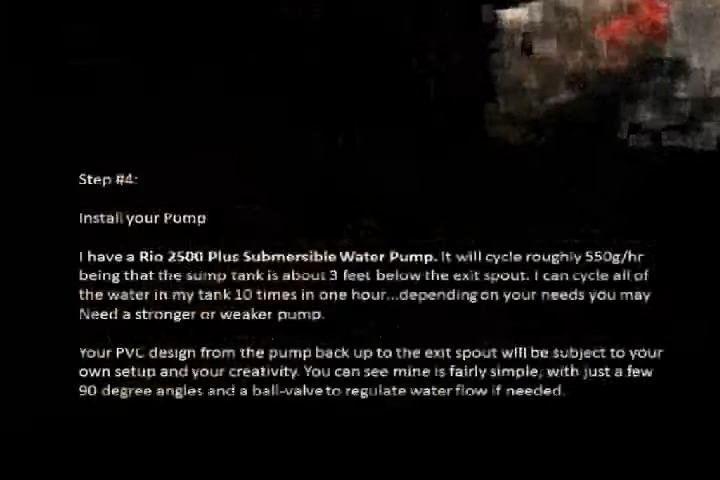 Step #4:
Install your Pump
I have a Rio 2500 Plus Submersible Water Pump. It will cycle roughly 550g/hr
being that the sump tank is about 3 feet below the exit spout. I can cycle all of
the water in my tank 10 times in one hour...depending on your needs you may
Need a stronger or weaker pump.
Your PVC design from the pump back up to the exit spout will be subject to your
own setup and your creativity. You can see mine is fairly simple, with just a few
90 degree angles and a ball-valve to regulate water flow if needed.